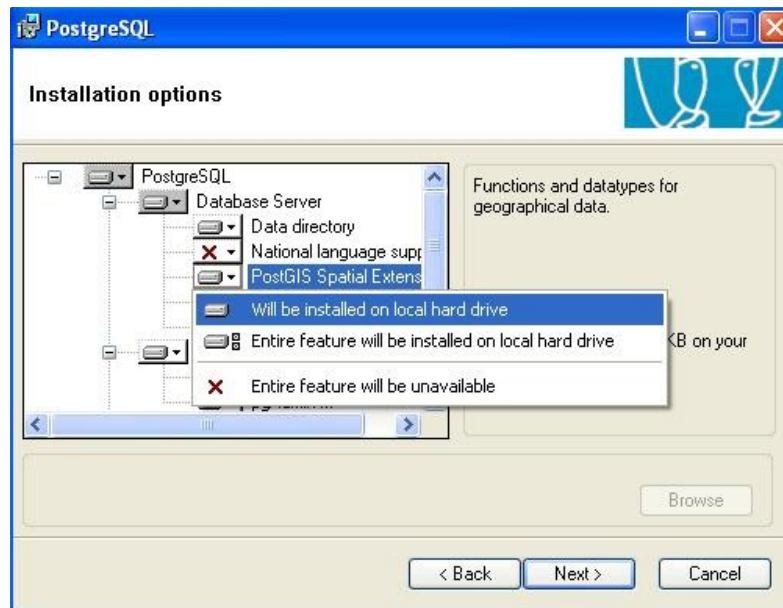 PostgreSQL
Installation options
PostgreSQL
Database Server
Data directory
National language supp
PostGIS Spatial Extens
Will be installed on local hard drive
Entire feature will be installed on local hard drive
Entire feature will be unavailable
Functions and datatypes for
geographical data.
KB on your
Browse
< Back
Next >
Cancel